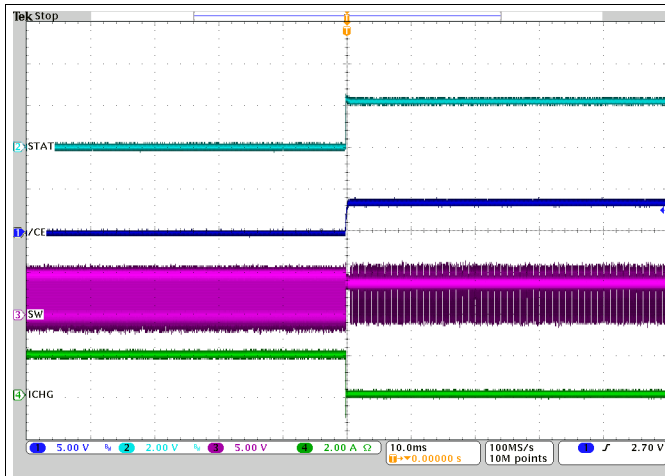 Tek Stop
T
T
2 STAT
1 /CE
3 SW
4 ICHG
1 5.00 V 2 2.00 V 3 5.00 V 4 2.00 A Ω 10.0ms 100MS/s 1 2.70 V
T→▼0.00000 s 10M points